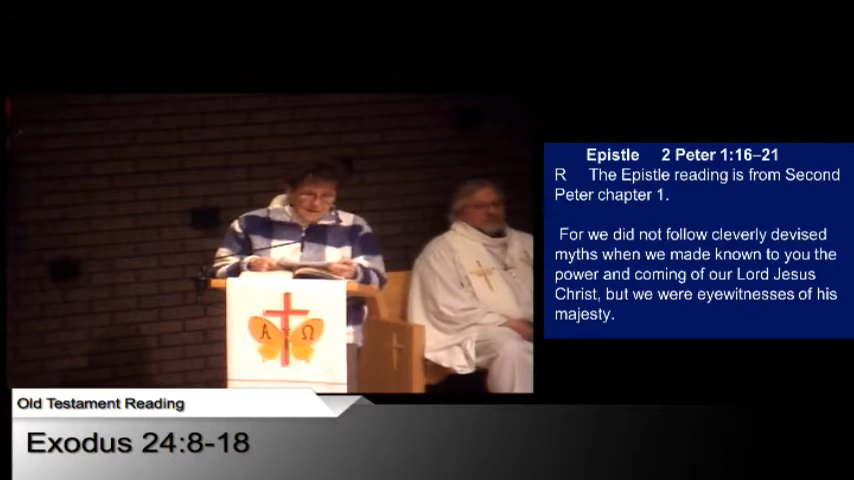 Epistle 2 Peter 1:16–21
R The Epistle reading is from Second
Peter chapter 1.
For we did not follow cleverly devised
myths when we made known to you the
power and coming of our Lord Jesus
Christ, but we were eyewitnesses of his
majesty.
Α Ω
Old Testament Reading
Exodus 24:8-18